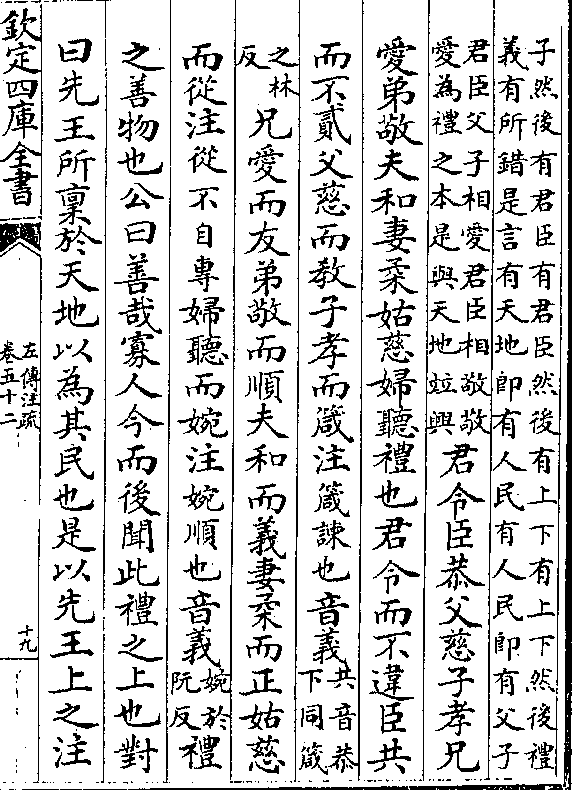 子然後有君臣有君臣然後有上下有上下然後禮
義有所錯是言有天地即有人民有人民即有父子
君臣父子相愛君臣相敬敬
愛為禮之本是與天地並興
君令臣恭父慈子孝兄
愛弟敬夫和妻柔姑慈婦聽禮也君令而不違臣共
而不貳父慈而教子孝而箴注箴諫也音義
共音恭
下同箴
之林
反
兄愛而友弟敬而順夫和而義妻柔而正姑慈
而從注從不自專婦聽而婉注婉順也音義
婉於
阮反
禮
之善物也公曰善哉寡人今而後聞此禮之上也對
曰先王所稟於天地以為其民也是以先王上之注
欽定四庫全書
左傳注疏
卷五十二
十九